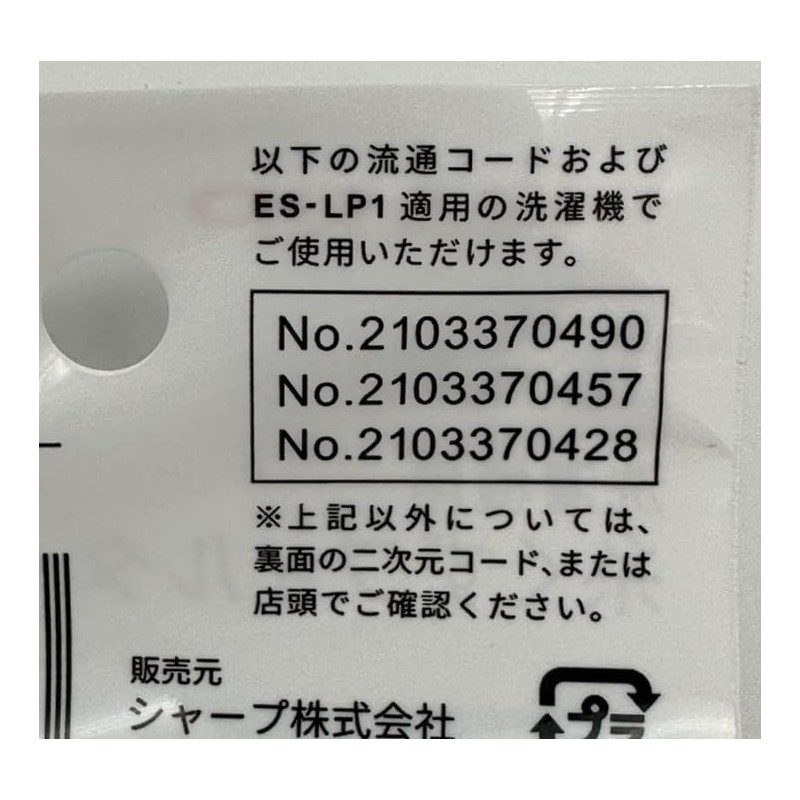 以下の流通コードおよび
ES-LP1 適用の洗濯機で
ご使用いただけます。
No.2103370490
No.2103370457
No.2103370428
※上記以外については、
裏面の二次元コード、または
店頭でご確認ください。
販売元
シャープ株式会社
プラ